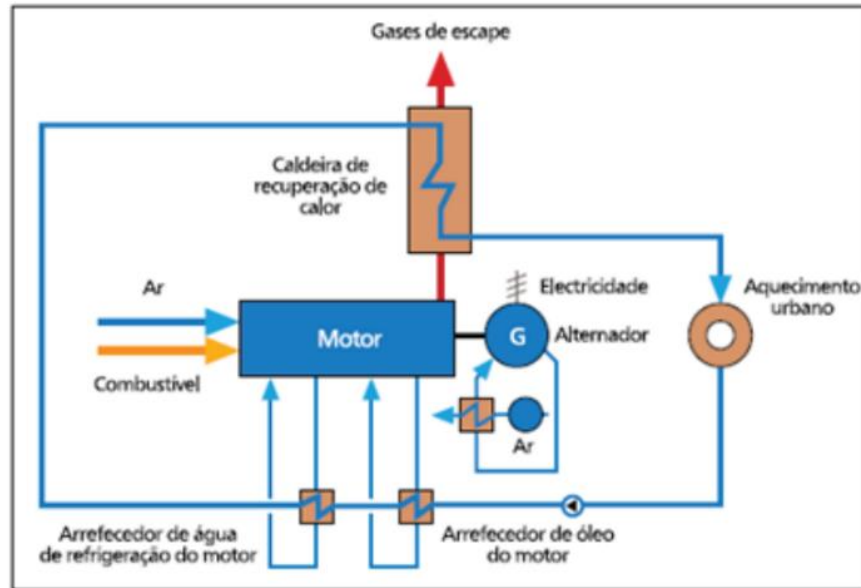 Gases de escape
Caldeira de
recuperação de
calor
Ar
Combustível
Motor
G
Electricidade
Alternador
Aquecimento
urbano
Ar
Arrefecedor de água
de refrigeração do motor
Arrefecedor de óleo
do motor